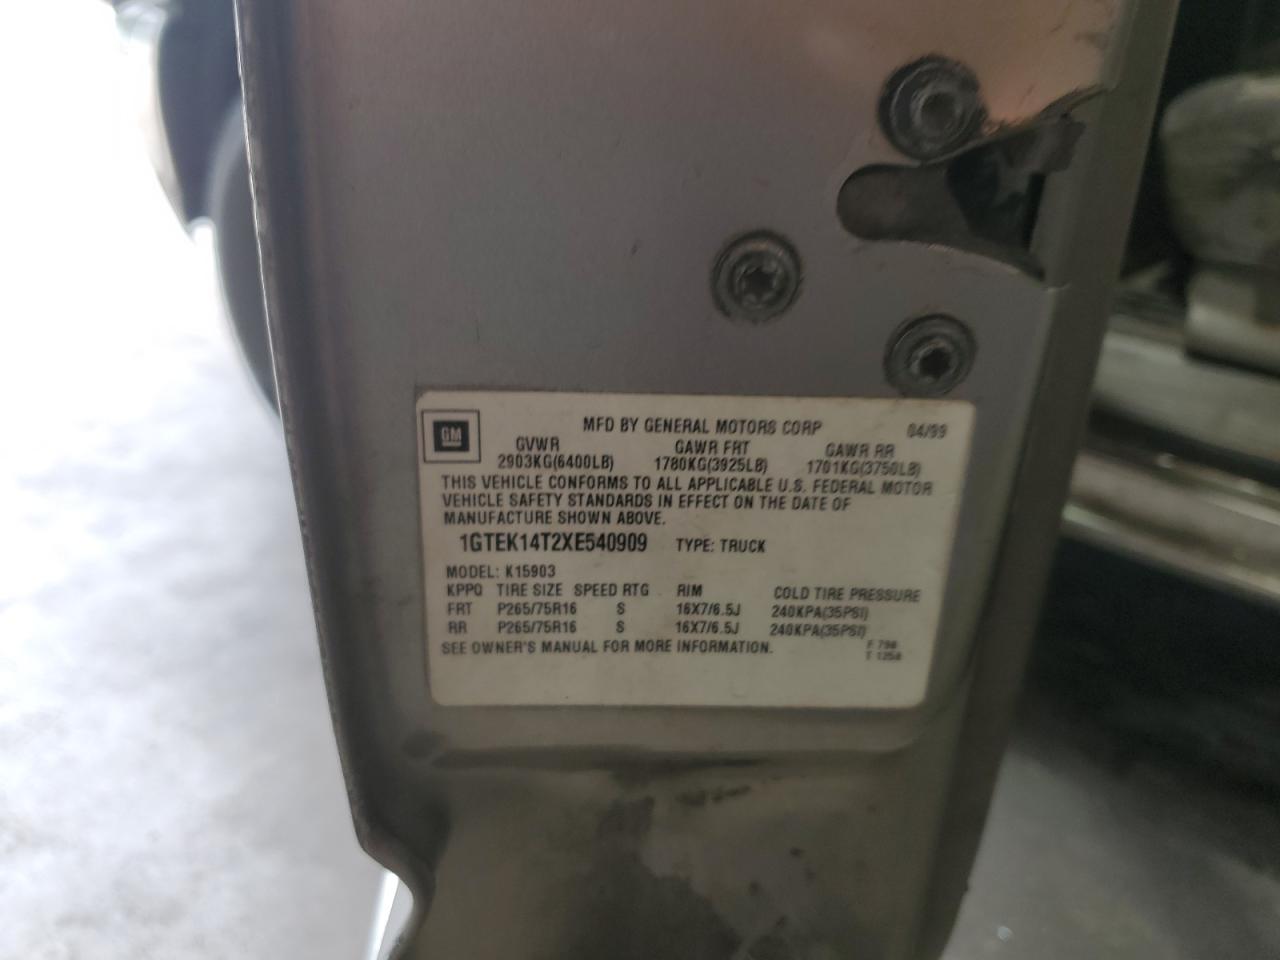 GM MFD BY GENERAL MOTORS CORP 04/99
GVWR GAWR FRT GAWR RR
2903KG(6400LB) 1780KG(3925LB) 1701KG(3750LB)
THIS VEHICLE CONFORMS TO ALL APPLICABLE U.S. FEDERAL MOTOR
VEHICLE SAFETY STANDARDS IN EFFECT ON THE DATE OF
MANUFACTURE SHOWN ABOVE.
1GTEK14T2XE540909 TYPE: TRUCK
MODEL: K15903
KPPQ TIRE SIZE SPEED RTG RIM COLD TIRE PRESSURE
FRT P265/75R16 S 16X7/6.5J 240KPA(35PSI)
RR P265/75R16 S 16X7/6.5J 240KPA(35PSI)
SEE OWNER'S MANUAL FOR MORE INFORMATION.